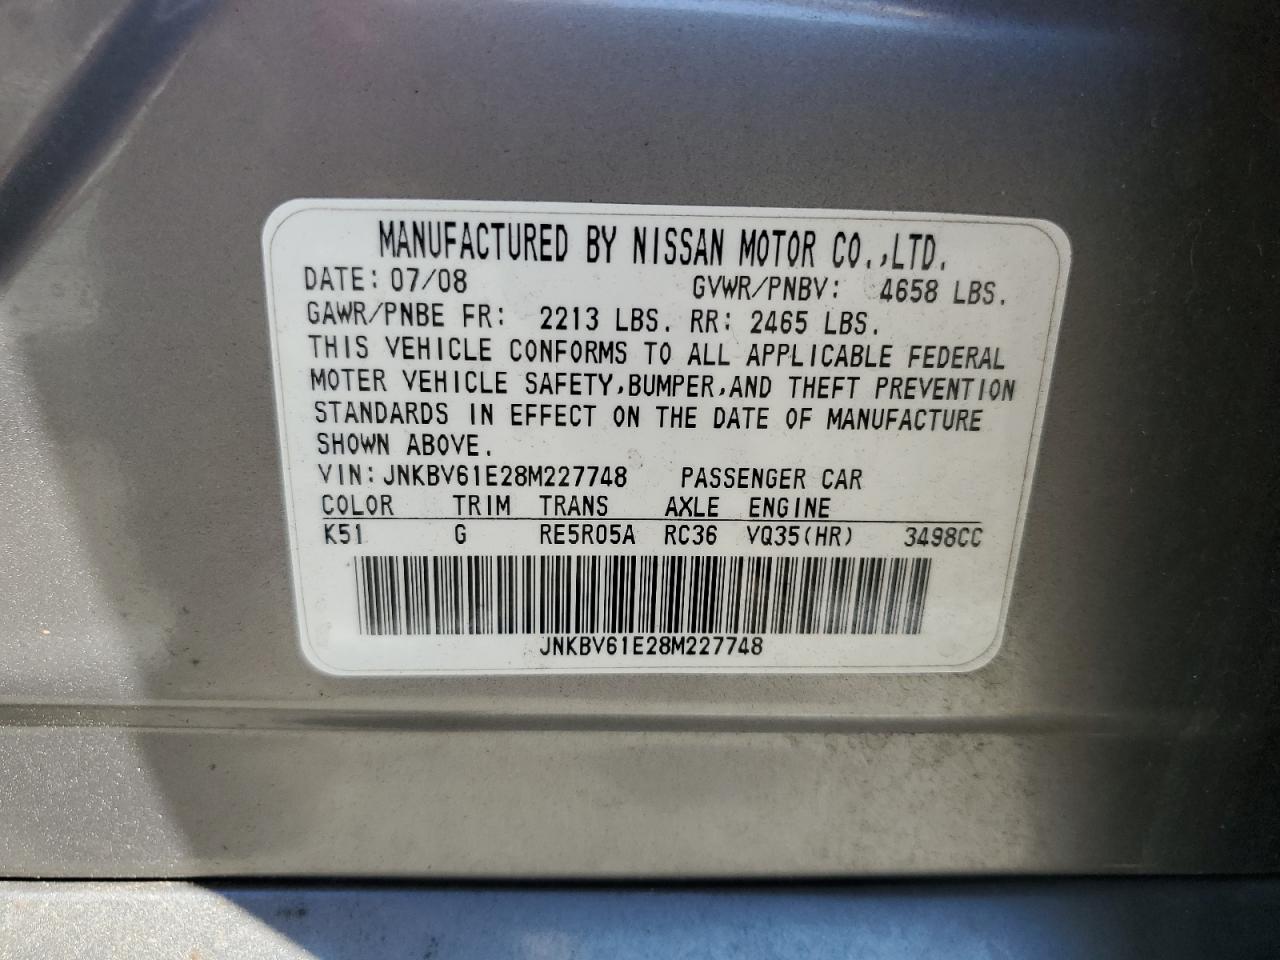 MANUFACTURED BY NISSAN MOTOR CO.,LTD.
DATE: 07/08 GVWR/PNBV: 4658 LBS.
GAWR/PNBE FR: 2213 LBS. RR: 2465 LBS.
THIS VEHICLE CONFORMS TO ALL APPLICABLE FEDERAL
MOTER VEHICLE SAFETY,BUMPER,AND THEFT PREVENTION
STANDARDS IN EFFECT ON THE DATE OF MANUFACTURE
SHOWN ABOVE.
VIN:JNKBV61E28M227748 PASSENGER CAR
COLOR TRIM TRANS AXLE ENGINE
K51 G RE5R05A RC36 VQ35(HR) 3498CC
JNKBV61E28M227748